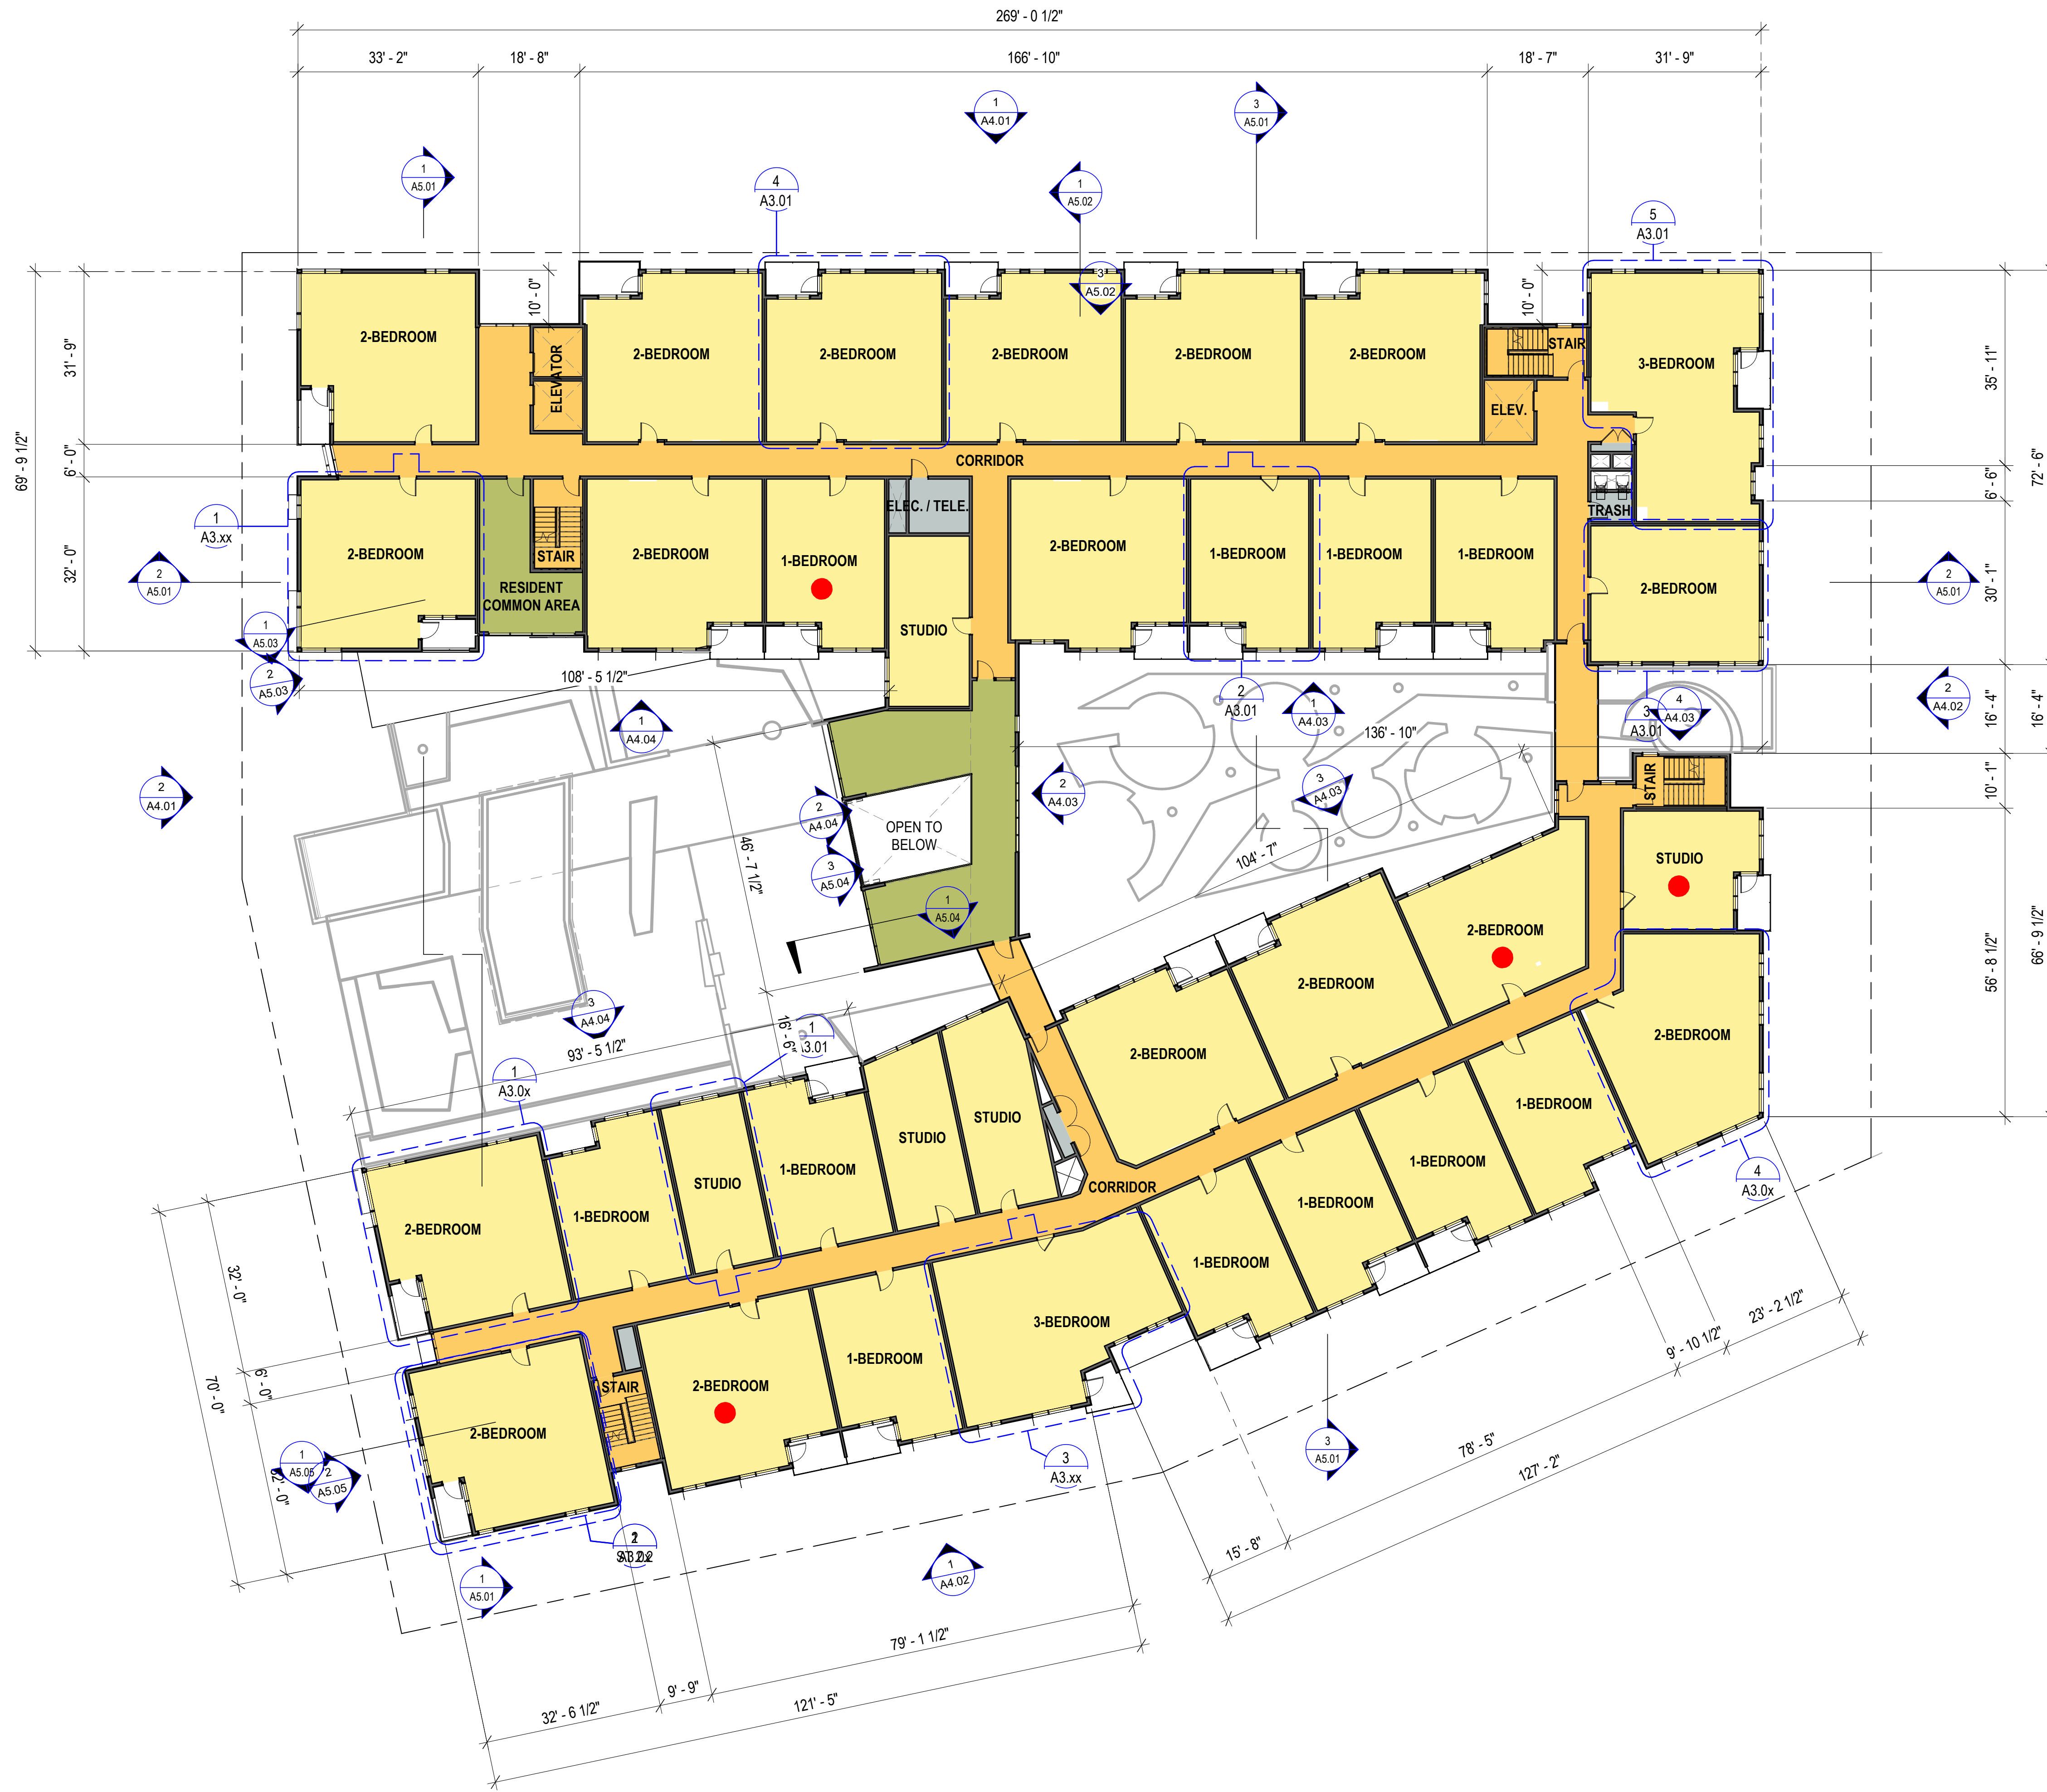 269' - 0 1/2"
33' - 2"
18' - 8"
166' - 10"
18' - 7"
31' - 9"
1
A4.01
3
A5.01
1
A5.01
4
A3.01
1
A5.02
5
A3.01
3
A5.02
10' - 0"
10' - 0"
2-BEDROOM
ELEVATOR
2-BEDROOM
2-BEDROOM
2-BEDROOM
2-BEDROOM
2-BEDROOM
STAIR
3-BEDROOM
ELEV.
31' - 9"
35' - 11"
69' - 9 1/2"
6' - 0"
CORRIDOR
6' - 6"
72' - 6"
1
A3.xx
ELEC. / TELE.
TRASH
32' - 0"
2-BEDROOM
STAIR
2-BEDROOM
1-BEDROOM
2-BEDROOM
1-BEDROOM
1-BEDROOM
1-BEDROOM
2
A5.01
RESIDENT
COMMON AREA
2-BEDROOM
30' - 1"
2
A5.01
1
A5.03
STUDIO
2
A5.03
108' - 5 1/2"
2
A3.01
1
A4.03
3
A3.01
4
A4.03
2
A4.02
16' - 4"
16' - 4"
1
A4.04
136' - 10"
2
A4.01
2
A4.03
3
A4.03
STAIR
10' - 1"
2
A4.04
OPEN TO
BELOW
46' - 7 1/2"
104' - 7"
3
A5.04
STUDIO
1
A5.04
2-BEDROOM
56' - 8 1/2"
66' - 9 1/2"
2-BEDROOM
3
A4.04
16' - 6"
1
A3.01
2-BEDROOM
2-BEDROOM
93' - 5 1/2"
1
A3.0x
STUDIO
STUDIO
1-BEDROOM
1-BEDROOM
STUDIO
1-BEDROOM
CORRIDOR
4
A3.0x
2-BEDROOM
1-BEDROOM
1-BEDROOM
1-BEDROOM
32' - 0"
3-BEDROOM
23' - 2 1/2"
9' - 10 1/2"
6' - 0"
70' - 0"
1-BEDROOM
STAIR
2-BEDROOM
2-BEDROOM
1
A5.05
2
A5.05
32' - 0"
3
A3.xx
3
A5.01
78' - 5"
127' - 2"
15' - 8"
1
A5.01
1
A4.02
79' - 1 1/2"
9' - 9"
32' - 6 1/2"
121' - 5"